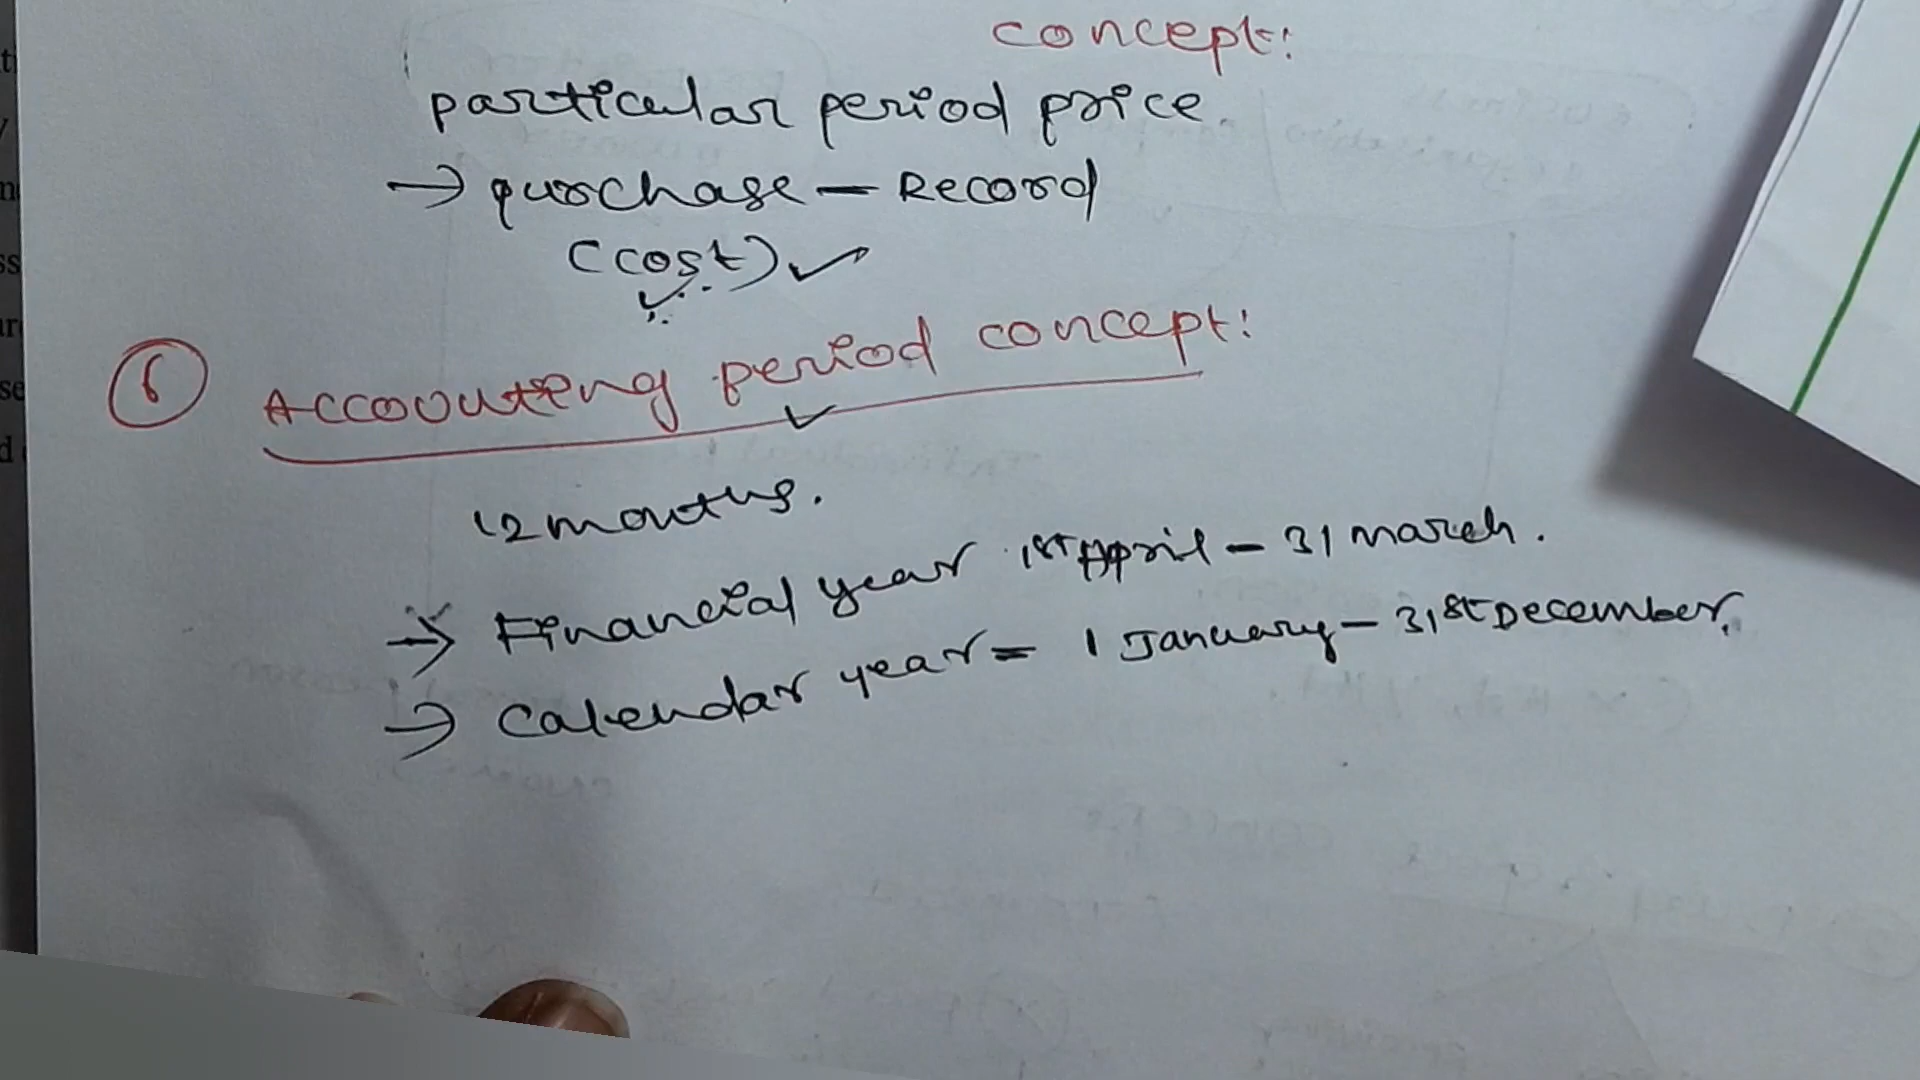 concept:
particular period price.
→ purchase – Record
(cost) ✓
⑥ Accounting period concept:
12 months.
→ Financial year 1st April – 31 march.
→ Calendar year = 1 January – 31st December.